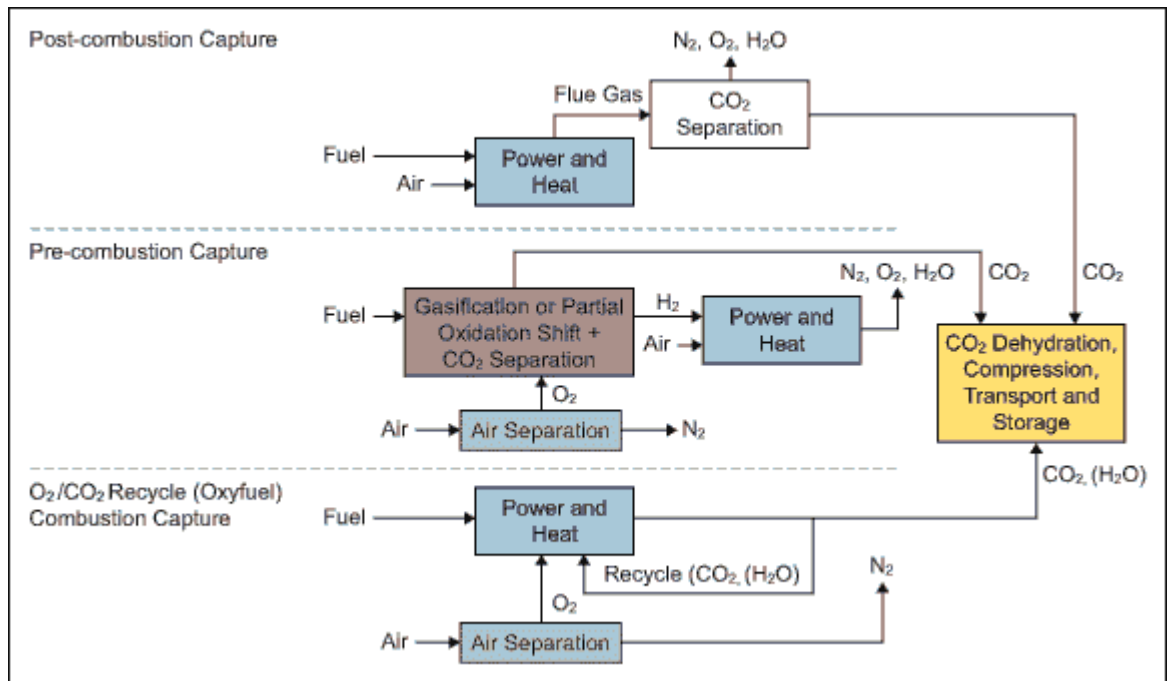 Post-combustion Capture
N₂, O₂, H₂O
Flue Gas
CO₂
Separation
Fuel
Air
Power and
Heat
Pre-combustion Capture
CO₂
CO₂
N₂, O₂, H₂O
Fuel
Gasification or Partial
Oxidation Shift +
CO₂ Separation
H₂
Air
Power and
Heat
CO₂ Dehydration,
Compression,
Transport and
Storage
O₂
Air
Air Separation
N₂
O₂/CO₂ Recycle (Oxyfuel)
Combustion Capture
CO₂, (H₂O)
Fuel
Power and
Heat
Recycle (CO₂, (H₂O)
N₂
O₂
Air
Air Separation